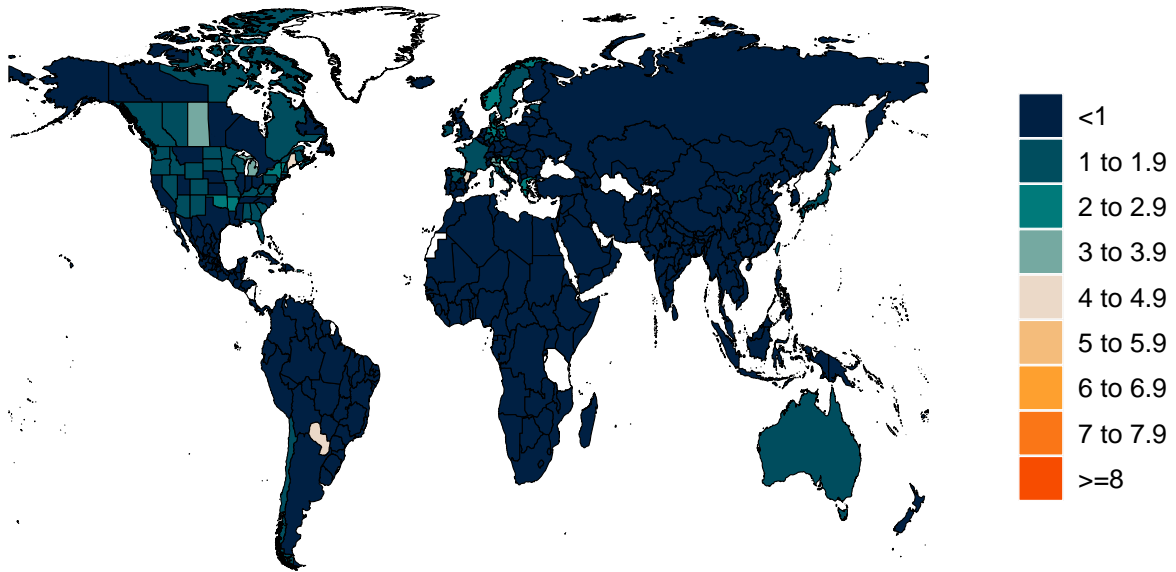 <1
1 to 1.9
2 to 2.9
3 to 3.9
4 to 4.9
5 to 5.9
6 to 6.9
7 to 7.9
>=8